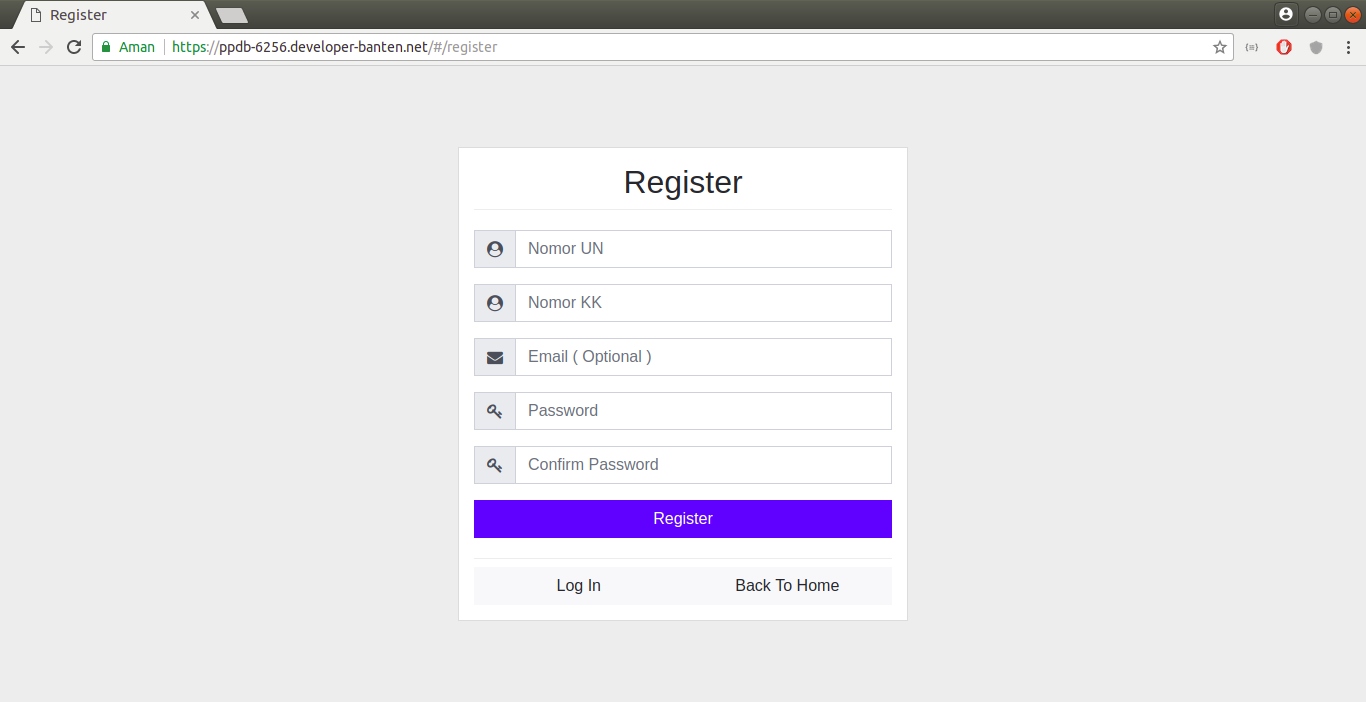 Register
Aman
https://ppdb-6256.developer-banten.net/#/register
Register
Nomor UN
Nomor KK
Email ( Optional )
Password
Confirm Password
Register
Log In
Back To Home